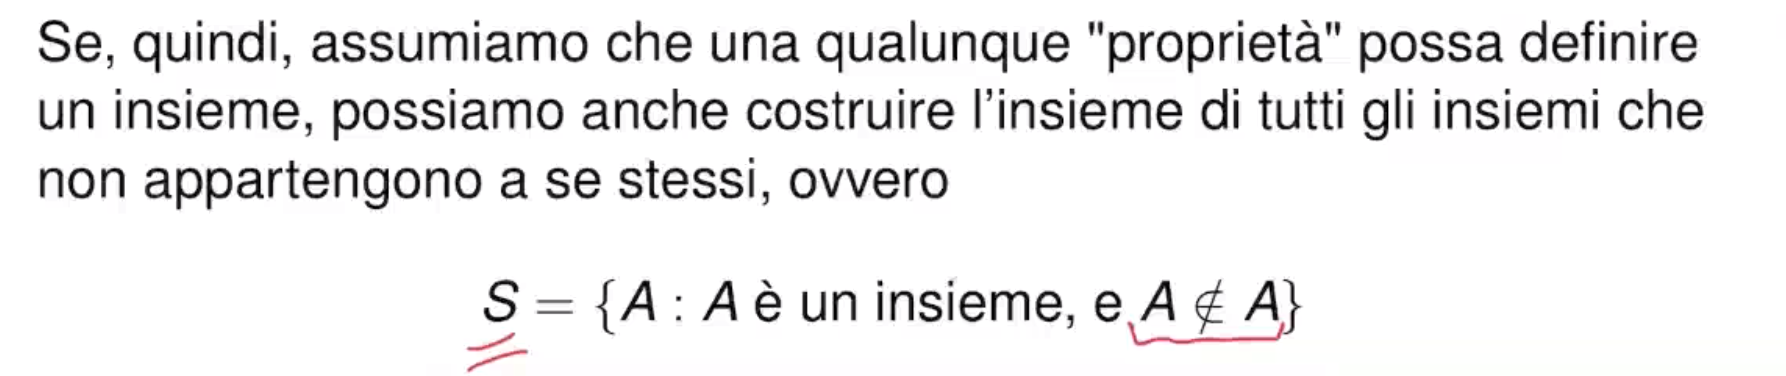 Se, quindi, assumiamo che una qualunque "proprietà" possa definire
un insieme, possiamo anche costruire l'insieme di tutti gli insiemi che
non appartengono a se stessi, ovvero
S = {A : A è un insieme, e A ∉ A}